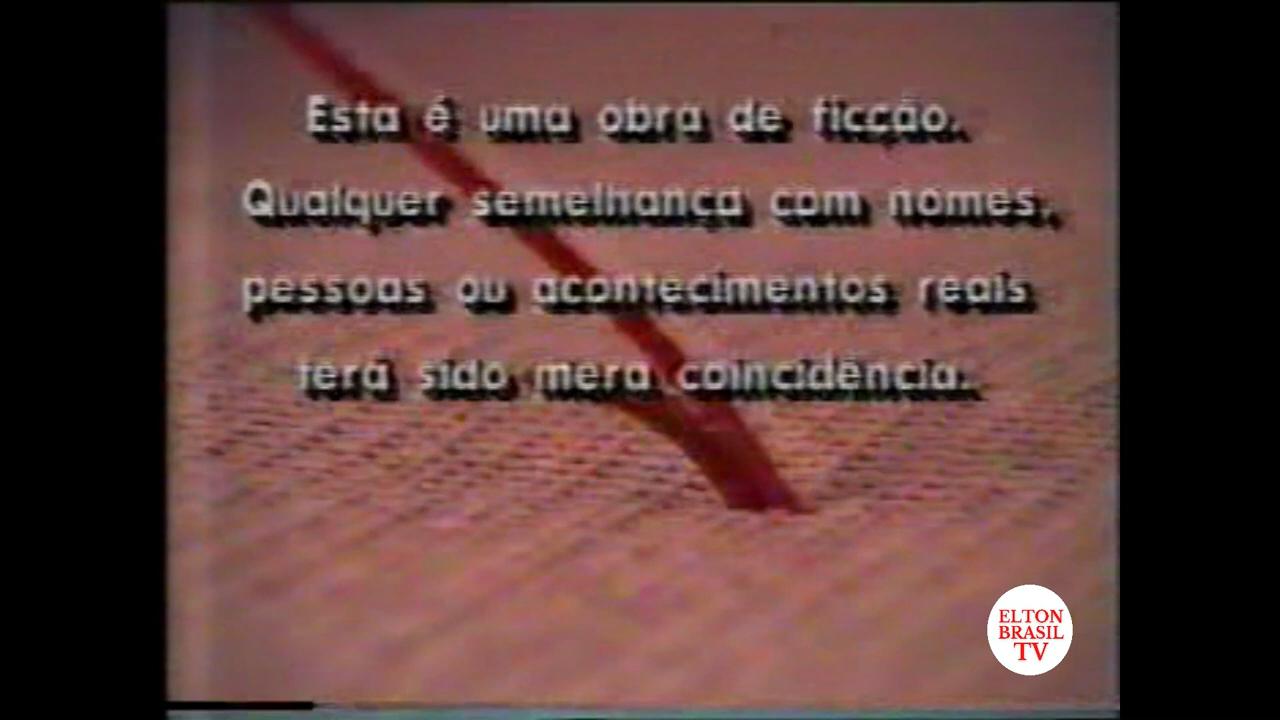 Esta é uma obra de ficção.
Qualquer semelhança com nomes,
pessoas ou acontecimentos reais
terá sido mera coincidência.
ELTON
BRASIL
TV